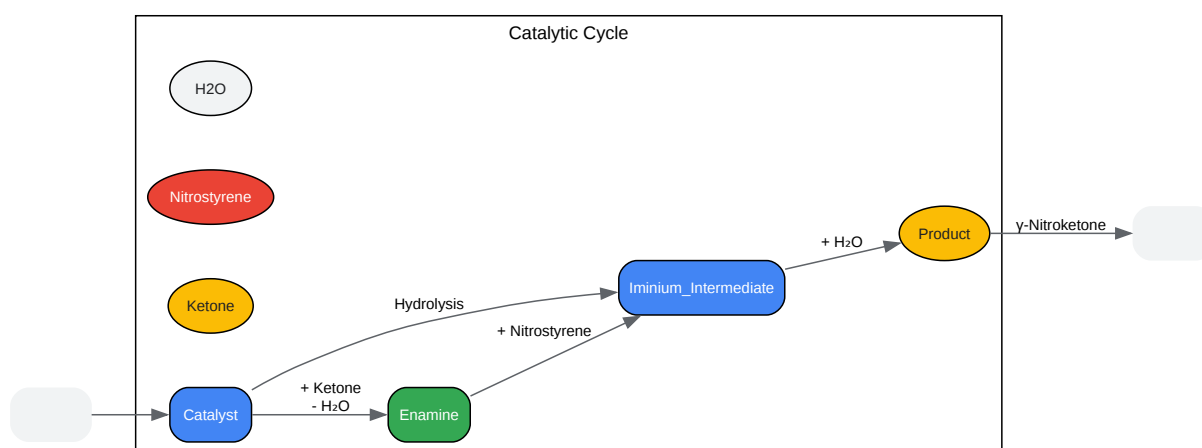 Catalytic Cycle
H2O
Nitrostyrene
Ketone
Catalyst
Hydrolysis
+ Ketone
- H₂O
Enamine
+ Nitrostyrene
Iminium_Intermediate
+ H₂O
Product
γ-Nitroketone